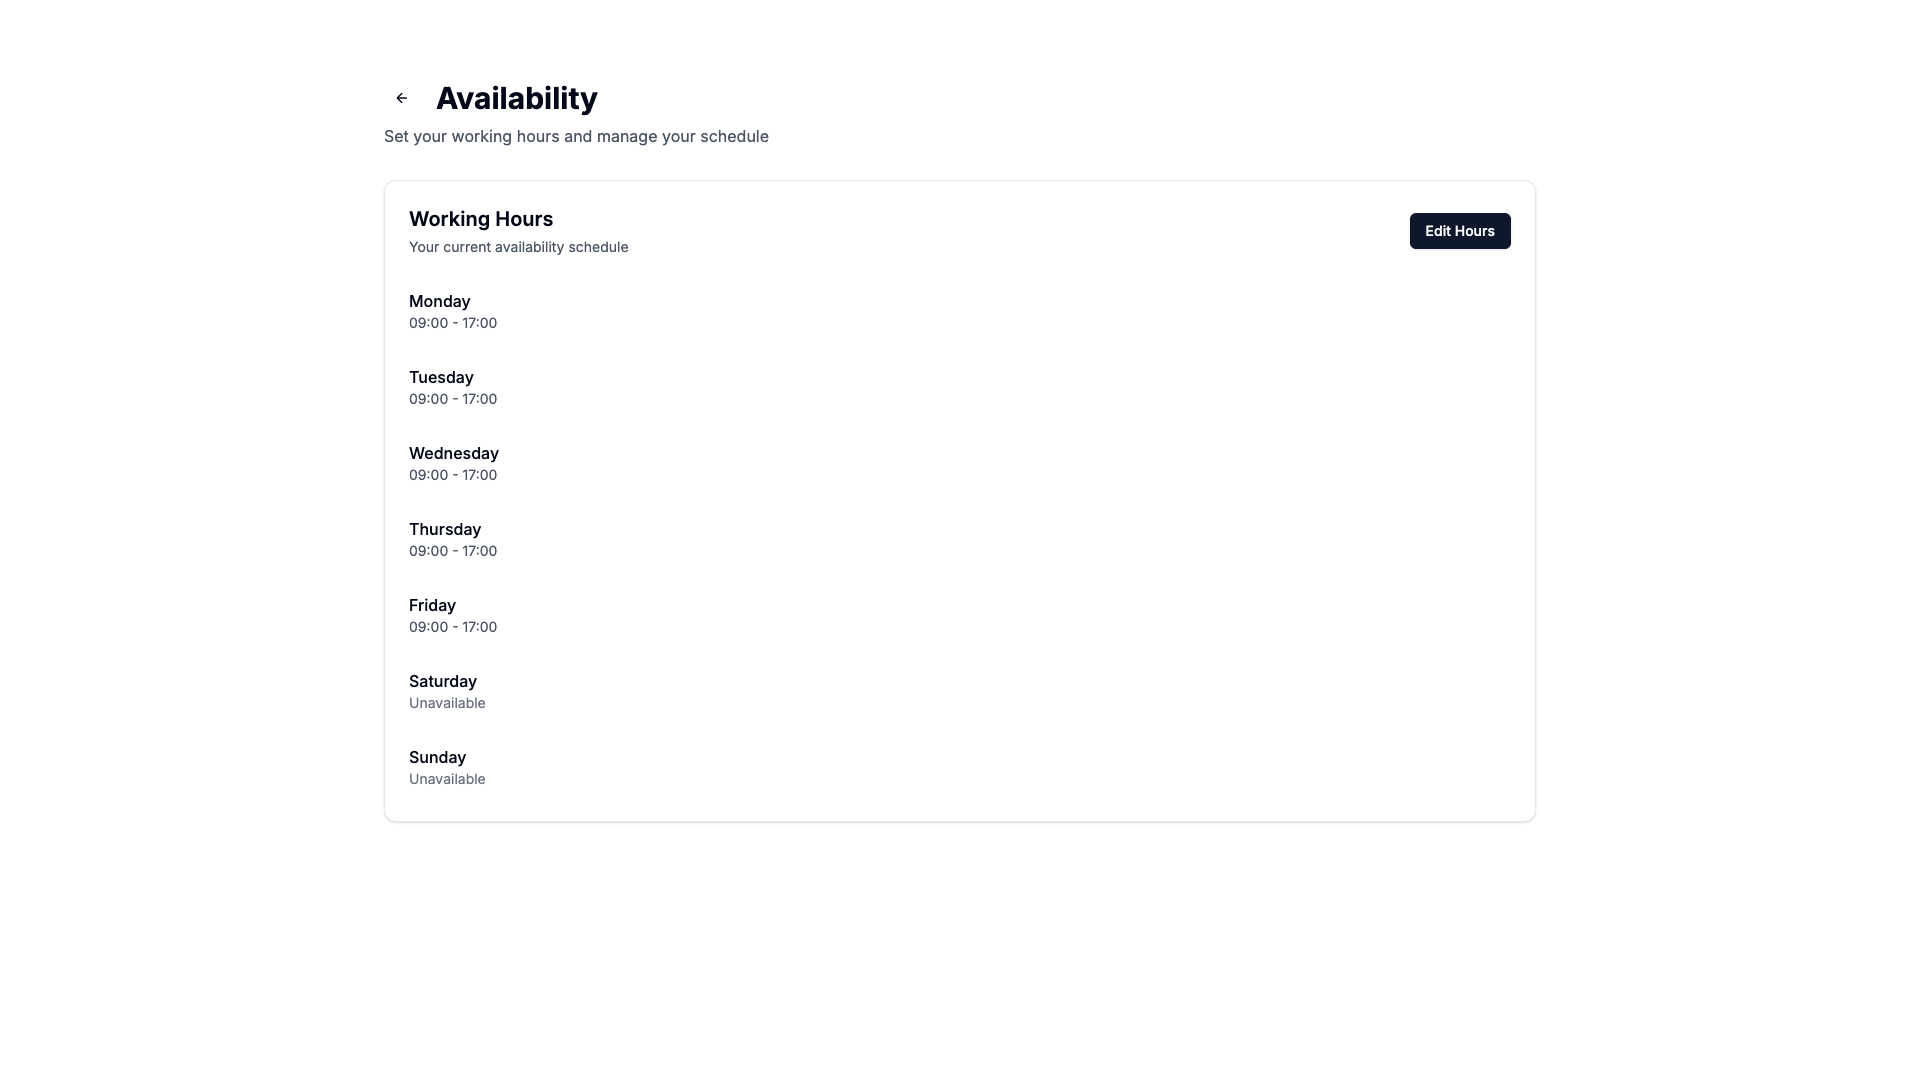 Availability
Set your working hours and manage your schedule
Working Hours
Your current availability schedule
Edit Hours
Monday
09:00 - 17:00
Tuesday
09:00 - 17:00
Wednesday
09:00 - 17:00
Thursday
09:00 - 17:00
Friday
09:00 - 17:00
Saturday
Unavailable
Sunday
Unavailable